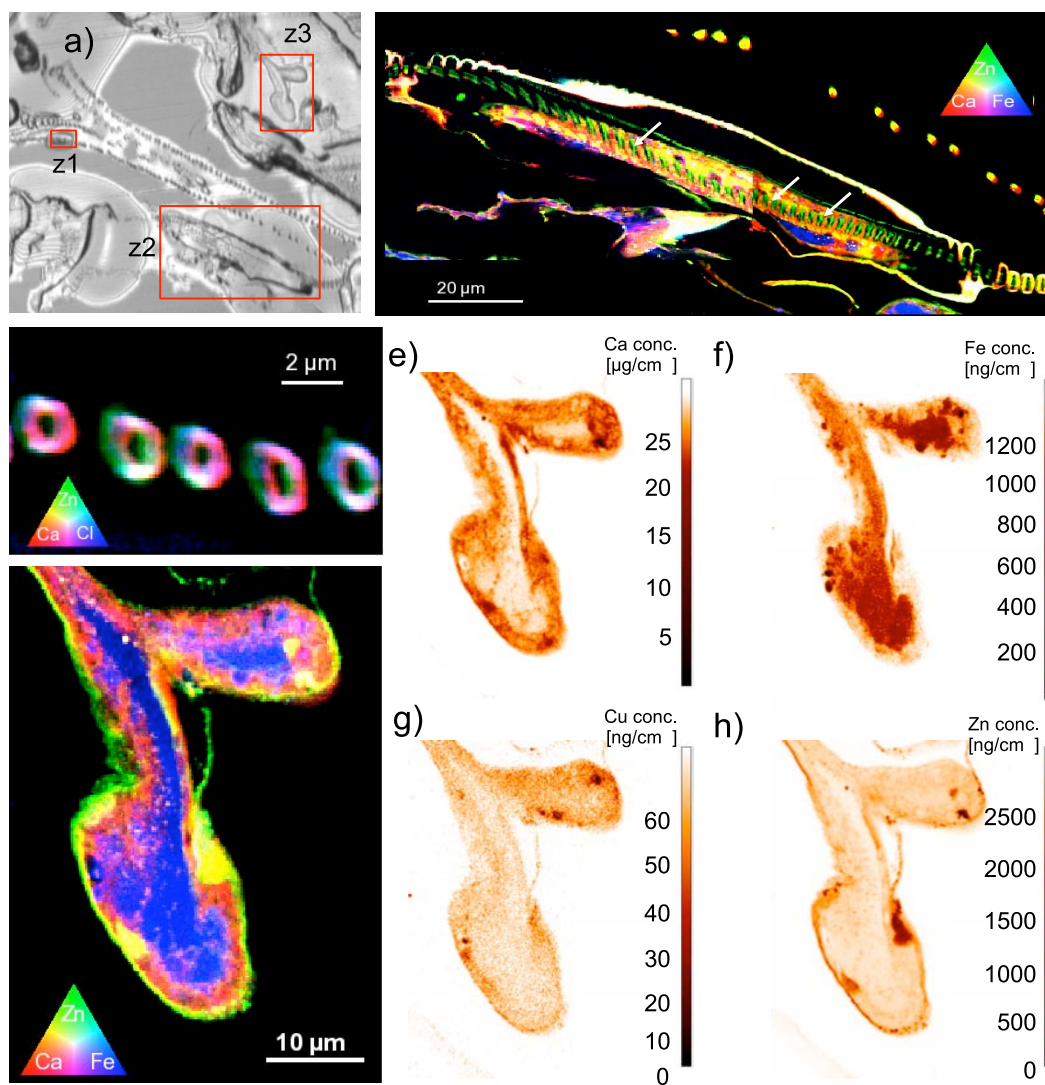 a)
z3
z1
z2
Zn
Ca Fe
20 µm
2 µm
Zn
Ca Cl
e)
Ca conc.
[µg/cm ]
25
20
15
10
5
f)
Fe conc.
[ng/cm ]
1200
1000
800
600
400
200
Zn
Ca Fe
10 µm
g)
Cu conc.
[ng/cm ]
60
50
40
30
20
10
0
h)
Zn conc.
[ng/cm ]
2500
2000
1500
1000
500
0